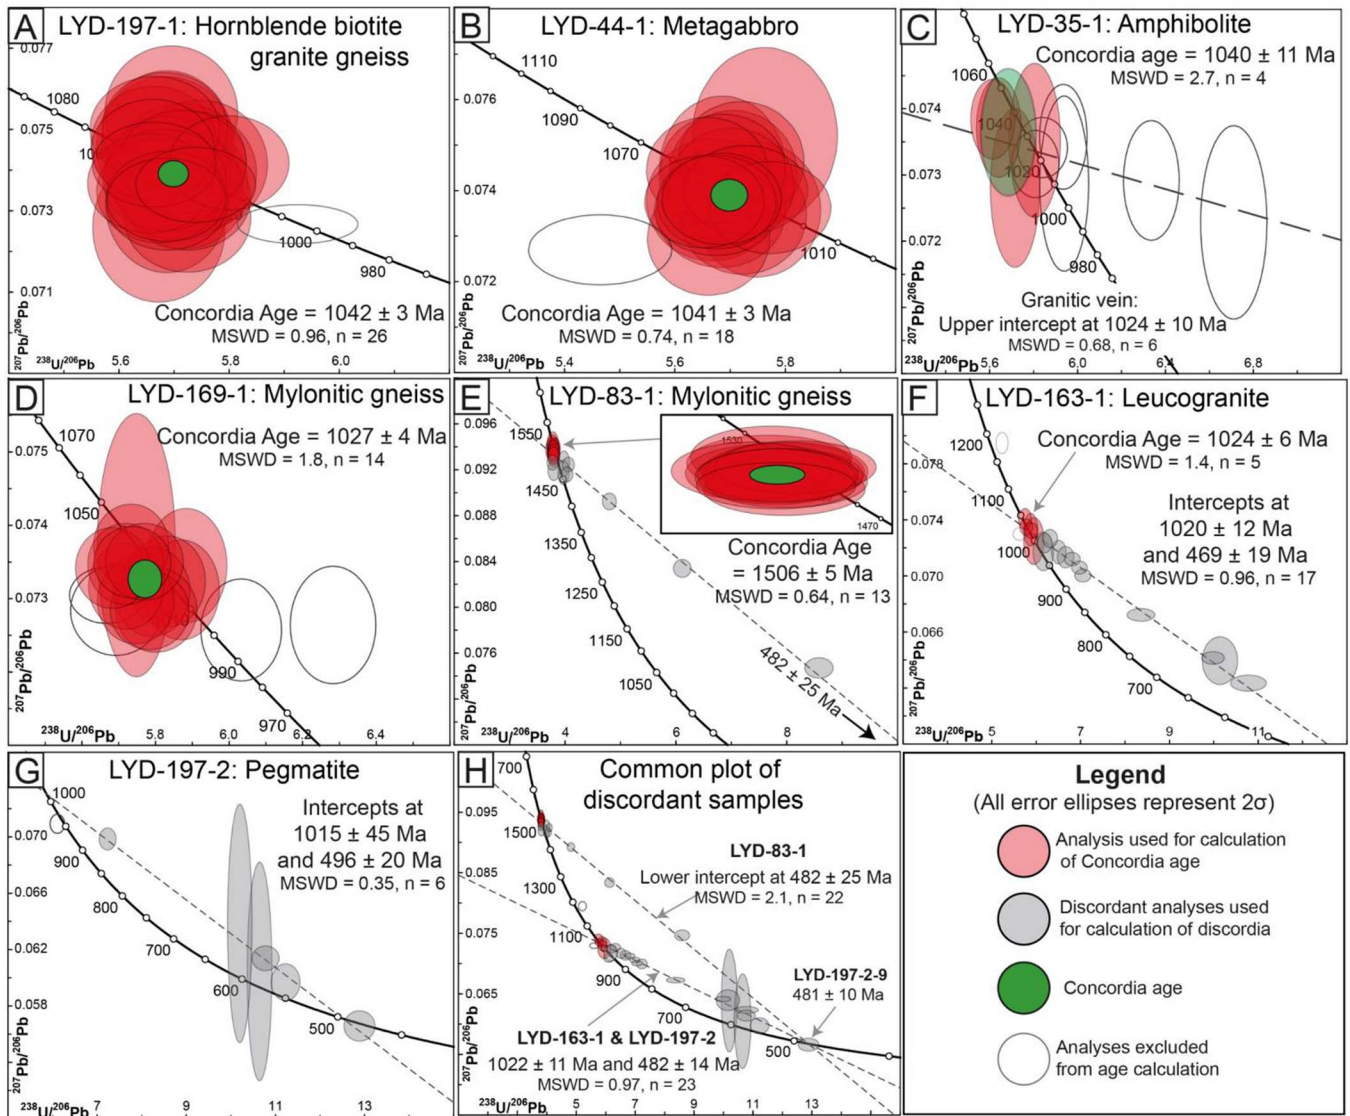 A
LYD-197-1: Hornblende biotite
granite gneiss
0.077
0.075
0.073
0.071
1080
1000
980
Concordia Age = 1042 ± 3 Ma
MSWD = 0.96, n = 26
207Pb/206Pb
238U/206Pb
5.6
5.8
6.0
B
LYD-44-1: Metagabbro
1110
1090
1070
1010
0.076
0.074
0.072
Concordia Age = 1041 ± 3 Ma
MSWD = 0.74, n = 18
207Pb/206Pb
238U/206Pb
5.4
5.6
5.8
C
LYD-35-1: Amphibolite
Concordia age = 1040 ± 11 Ma
MSWD = 2.7, n = 4
1060
1040
1020
1000
980
0.074
0.073
0.072
Granitic vein:
Upper intercept at 1024 ± 10 Ma
MSWD = 0.68, n = 6
207Pb/206Pb
238U/206Pb
5.6
6.0
6.4
6.8
D
LYD-169-1: Mylonitic gneiss
Concordia Age = 1027 ± 4 Ma
MSWD = 1.8, n = 14
1070
1050
1010
990
970
0.075
0.074
0.073
207Pb/206Pb
238U/206Pb
5.8
6.0
6.2
6.4
E
LYD-83-1: Mylonitic gneiss
0.096
0.092
0.088
0.084
0.080
0.076
1550
1450
1350
1250
1150
1050
1530
1470
Concordia Age
= 1506 ± 5 Ma
MSWD = 0.64, n = 13
482 ± 25 Ma
207Pb/206Pb
238U/206Pb
4
6
8
F
LYD-163-1: Leucogranite
Concordia Age = 1024 ± 6 Ma
MSWD = 1.4, n = 5
Intercepts at
1020 ± 12 Ma
and 469 ± 19 Ma
MSWD = 0.96, n = 17
1200
1100
1000
900
800
700
0.078
0.074
0.070
0.066
207Pb/206Pb
238U/206Pb
5
7
9
11
G
LYD-197-2: Pegmatite
Intercepts at
1015 ± 45 Ma
and 496 ± 20 Ma
MSWD = 0.35, n = 6
1000
900
800
700
600
500
0.070
0.066
0.062
0.058
207Pb/206Pb
238U/206Pb
7
9
11
13
H
Common plot of
discordant samples
700
1500
1300
1100
900
700
500
0.095
0.085
0.075
0.065
LYD-83-1
Lower intercept at 482 ± 25 Ma
MSWD = 2.1, n = 22
LYD-197-2-9
481 ± 10 Ma
LYD-163-1 & LYD-197-2
1022 ± 11 Ma and 482 ± 14 Ma
MSWD = 0.97, n = 23
207Pb/206Pb
238U/206Pb
5
7
9
11
13
Legend
(All error ellipses represent 2σ)
Analysis used for calculation
of Concordia age
Discordant analyses used
for calculation of discordia
Concordia age
Analyses excluded
from age calculation